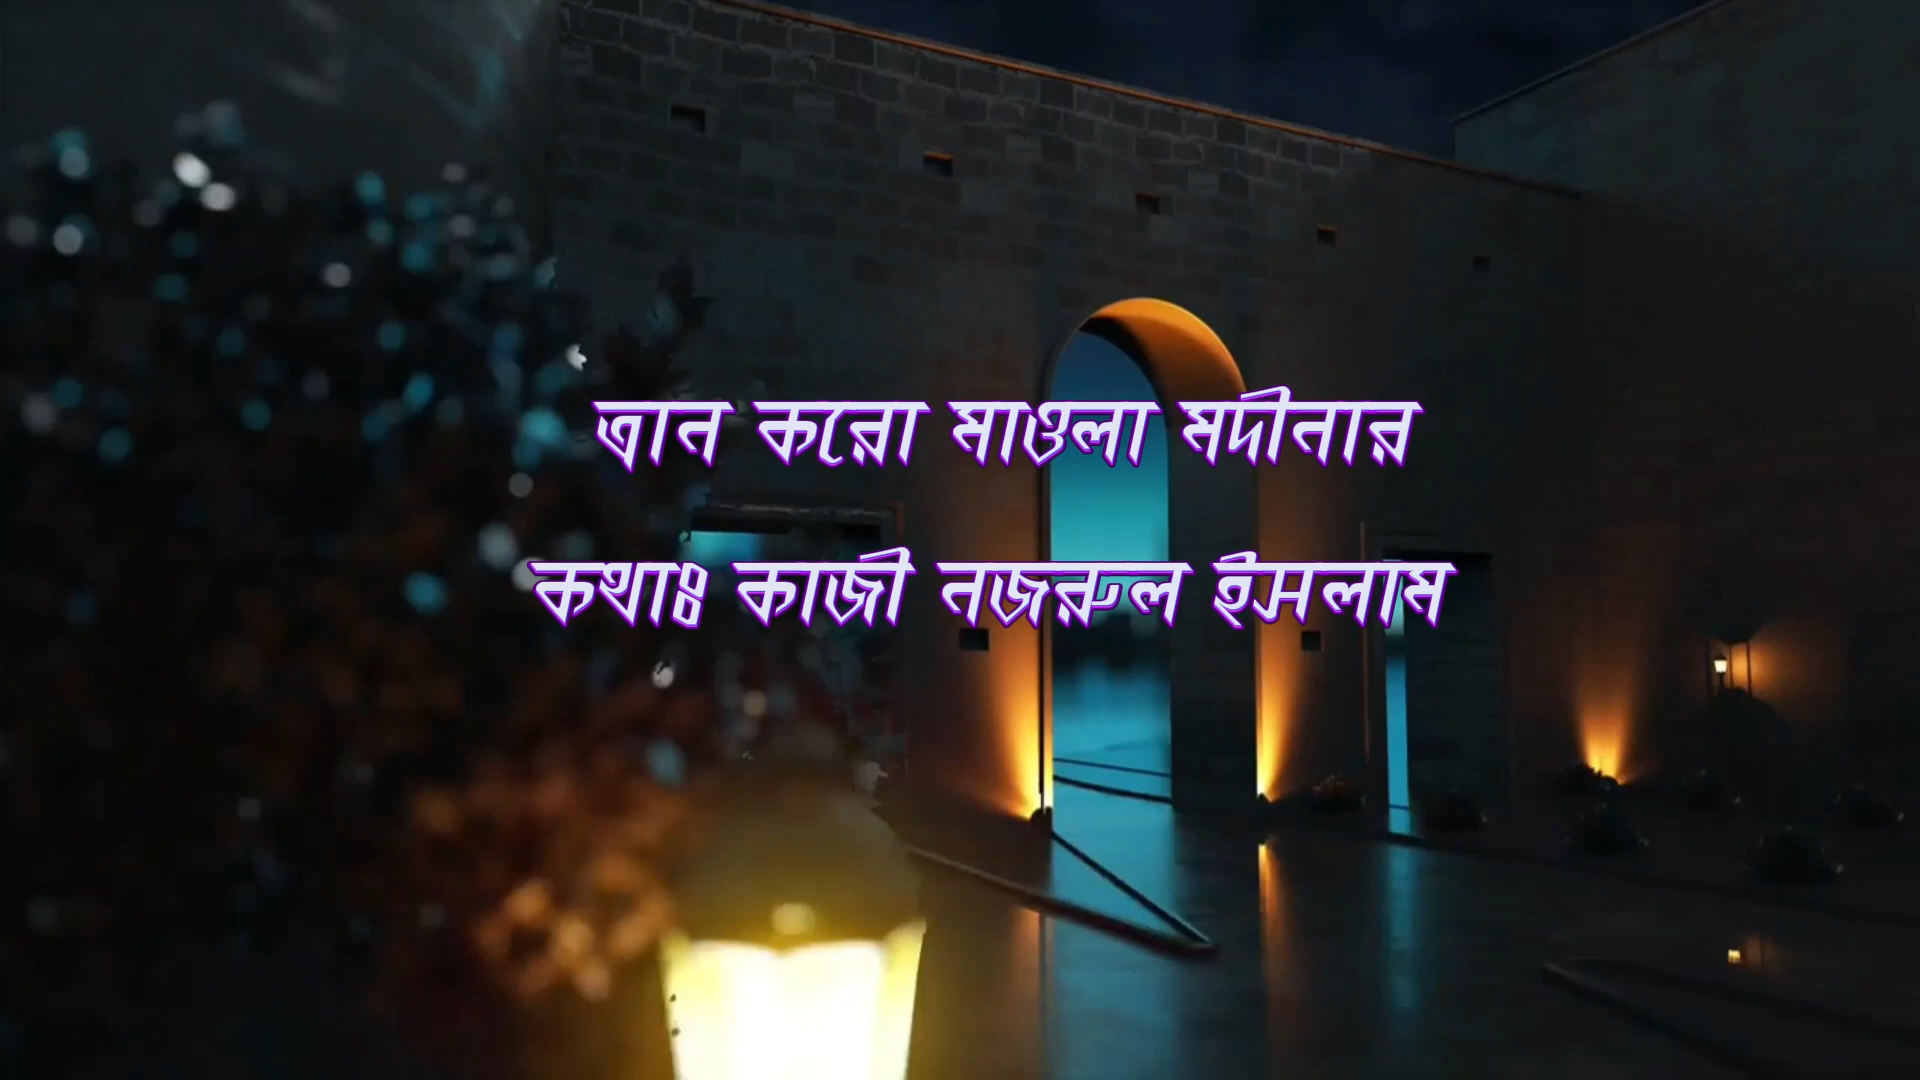 ত্রান করো মাওলা মদীনার
কথাঃ কাজী নজরুল ইসলাম